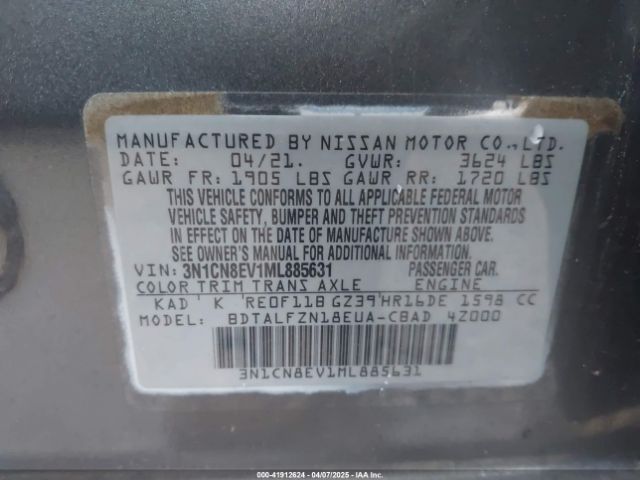 MANUFACTURED BY NISSAN MOTOR CO.,LTD.
DATE: 04/21. GVWR: 3624 LBS
GAWR FR: 1905 LBS GAWR RR: 1720 LBS
THIS VEHICLE CONFORMS TO ALL APPLICABLE FEDERAL MOTOR
VEHICLE SAFETY, BUMPER AND THEFT PREVENTION STANDARDS
IN EFFECT ON THE DATE OF MANUFACTURE SHOWN ABOVE.
SEE OWNER'S MANUAL FOR ADDITIONAL INFORMATION.
VIN: 3N1CN8EV1ML885631 PASSENGER CAR.
COLOR TRIM TRANS AXLE ENGINE
KAD ' K 'RE0F11B GZ39'HR16DE 1598 CC
MODEL: BDTALFZN18EUA-CBAD 4Z000
3N1CN8EV1ML885631
000-41912624 - 04/07/2025 - IAAI.COM